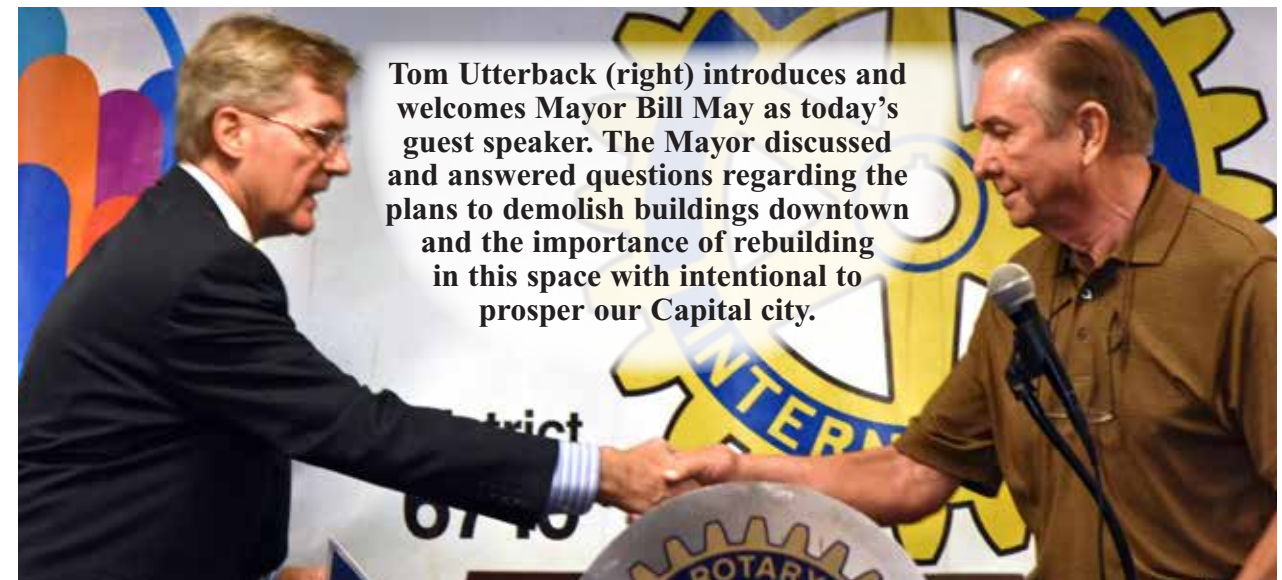 Tom Utterback (right) introduces and
welcomes Mayor Bill May as today's
guest speaker. The Mayor discussed
and answered questions regarding the
plans to demolish buildings downtown
and the importance of rebuilding
in this space with intentional to
prosper our Capital city.
INTERN
trict
6740
ROTARY